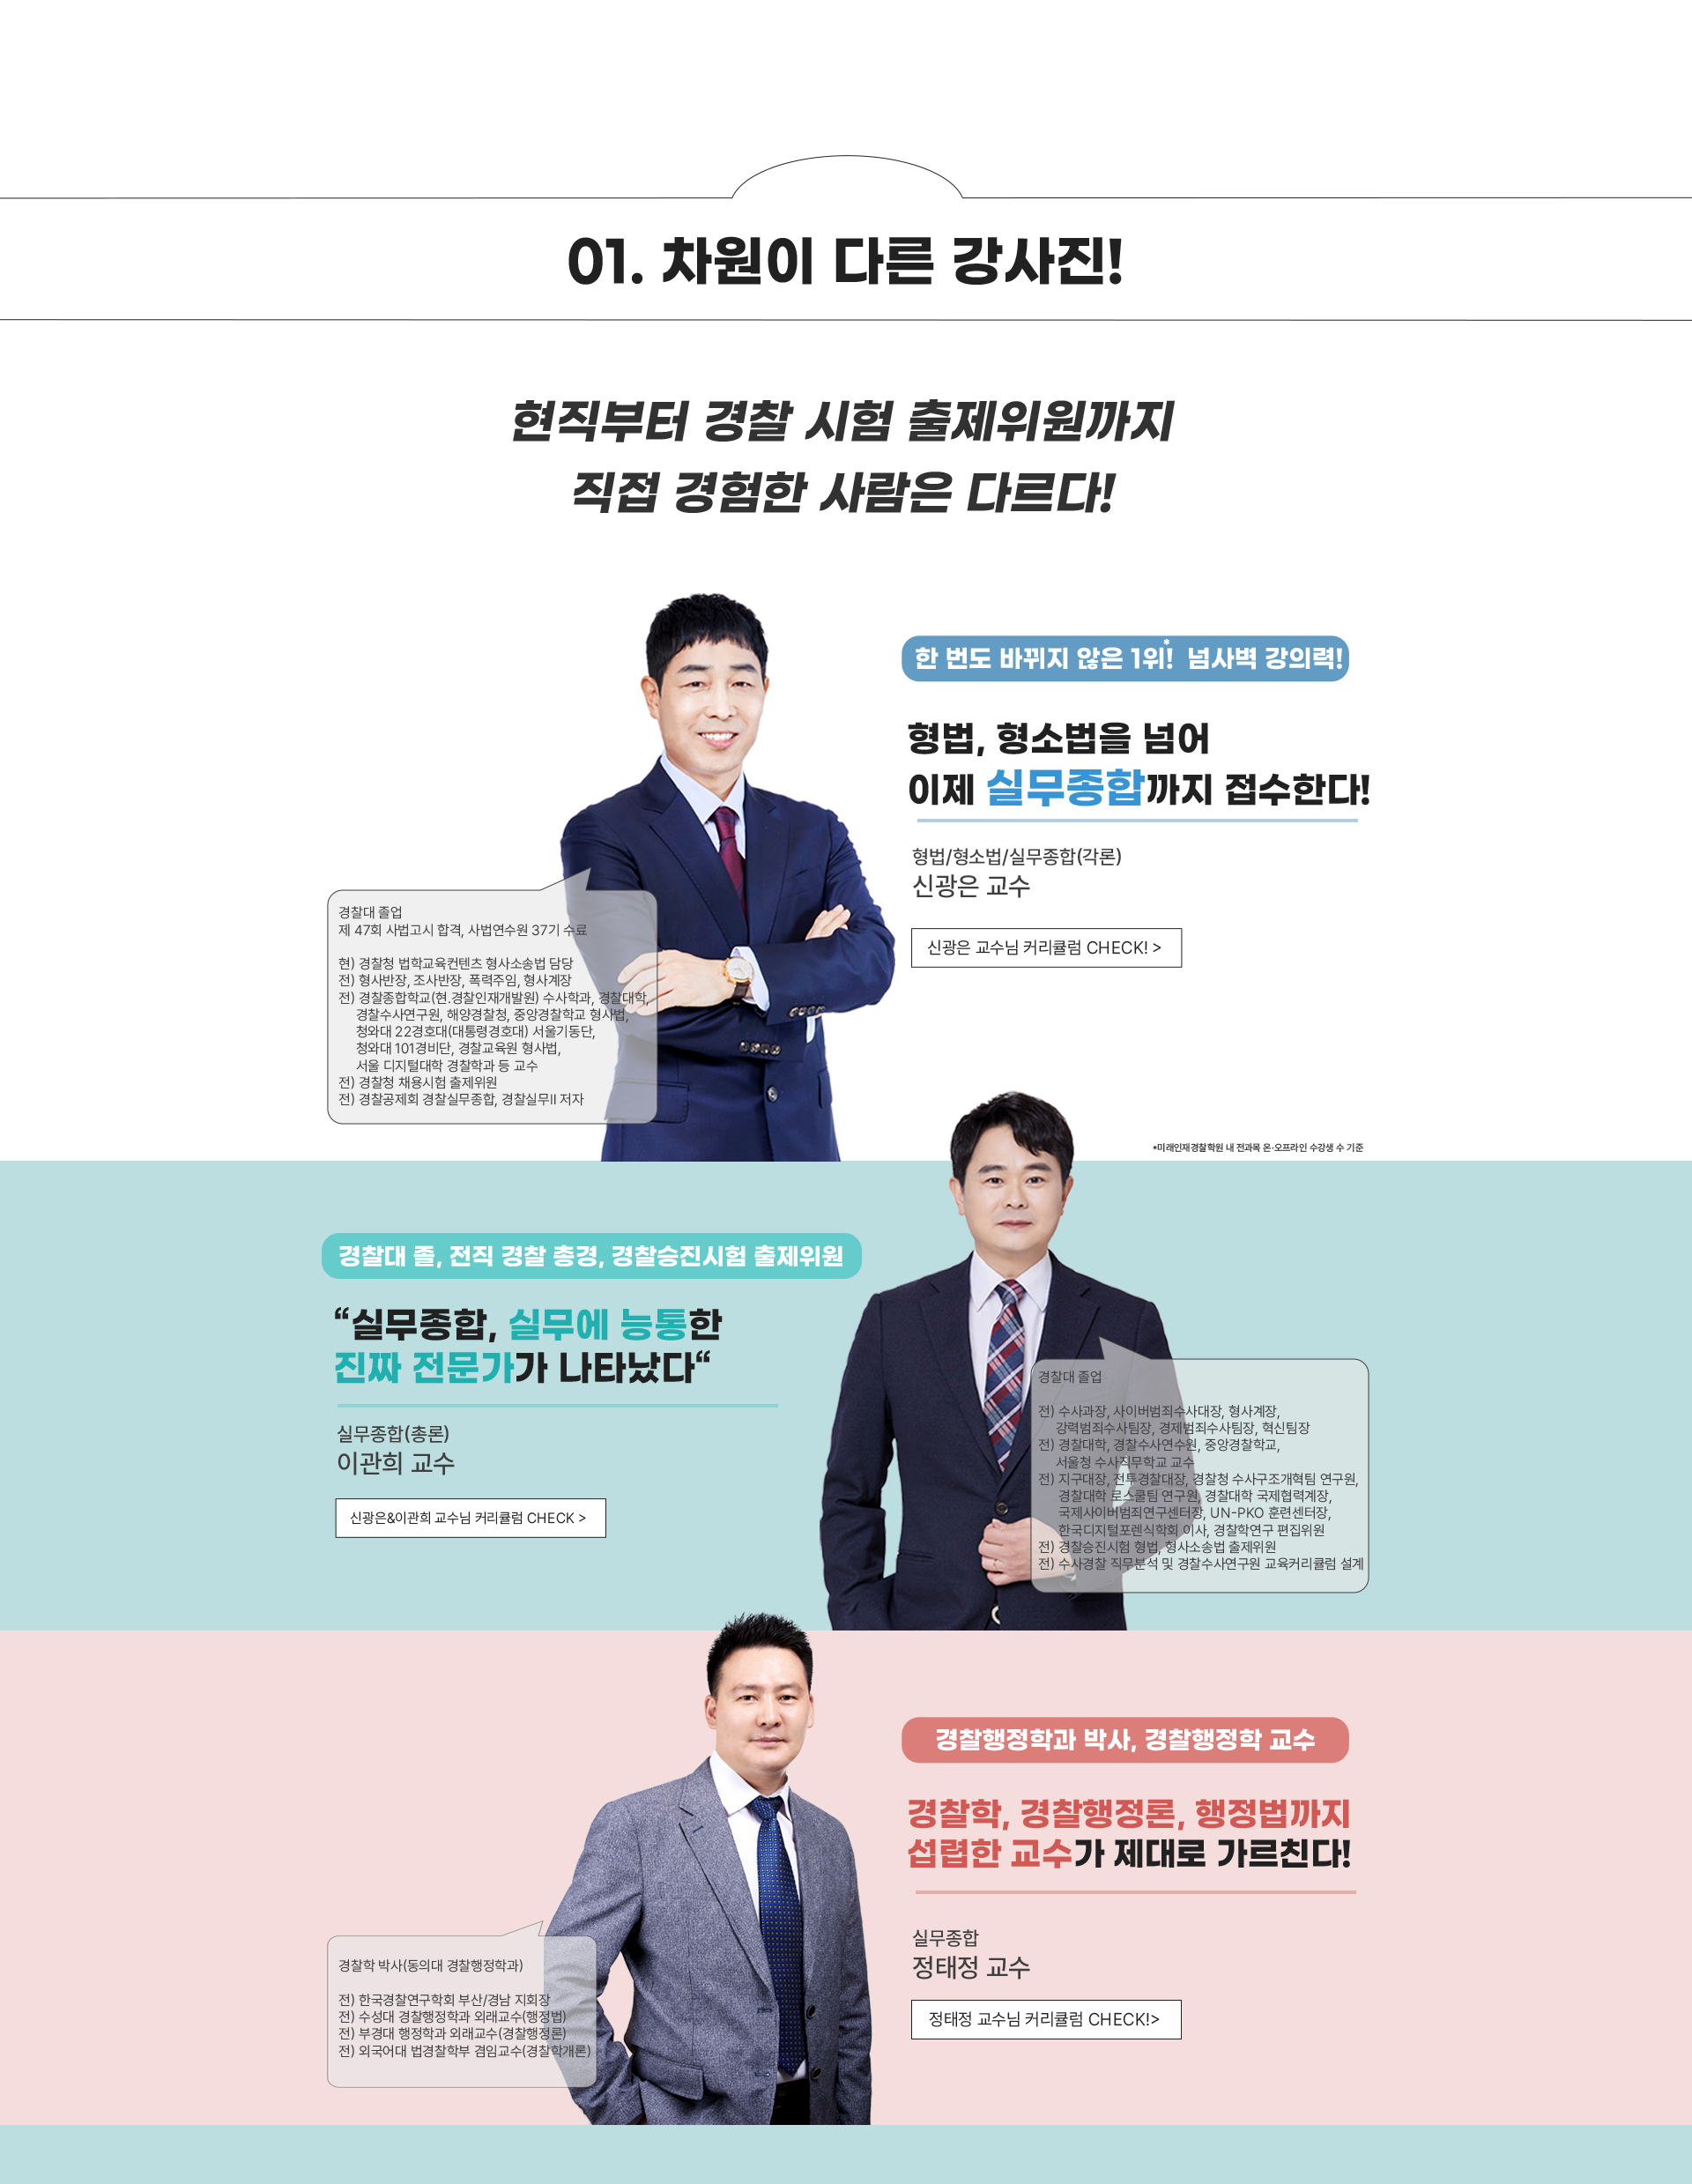 01. 차원이 다른 강사진!
현직부터 경찰 시험 출제위원까지
직접 경험한 사람은 다르다!
한 번도 바뀌지 않은 1위!* 넘사벽 강의력!
형법, 형소법을 넘어
이제 실무종합까지 접수한다!
형법/형소법/실무종합(각론)
신광은 교수
신광은 교수님 커리큘럼 CHECK! >
경찰대 졸업
제 47회 사법고시 합격, 사법연수원 37기 수료
현) 경찰청 법학교육컨텐츠 형사소송법 담당
전) 형사반장, 조사반장, 폭력주임, 형사계장
전) 경찰종합학교(현.경찰인재개발원) 수사학과, 경찰대학,
경찰수사연구원, 해양경찰청, 중앙경찰학교 형사법,
청와대 22경호대(대통령경호대) 서울기동단,
청와대 101경비단, 경찰교육원 형사법,
서울 디지털대학 경찰학과 등 교수
전) 경찰청 채용시험 출제위원
전) 경찰공제회 경찰실무종합, 경찰실무II 저자
*미래인재경찰학원 내 전과목 온·오프라인 수강생 수 기준
경찰대 졸, 전직 경찰 총경, 경찰승진시험 출제위원
“실무종합, 실무에 능통한
진짜 전문가가 나타났다“
실무종합(총론)
이관희 교수
신광은&이관희 교수님 커리큘럼 CHECK >
경찰대 졸업
전) 수사과장, 사이버범죄수사대장, 형사계장,
강력범죄수사팀장, 경제범죄수사팀장, 혁신팀장
전) 경찰대학, 경찰수사연수원, 중앙경찰학교,
서울청 수사직무학교 교수
전) 지구대장, 전투경찰대장, 경찰청 수사구조개혁팀 연구원,
경찰대학 로스쿨팀 연구원, 경찰대학 국제협력계장,
국제사이버범죄연구센터장, UN-PKO 훈련센터장,
한국디지털포렌식학회 이사, 경찰학연구 편집위원
전) 경찰승진시험 형법, 형사소송법 출제위원
전) 수사경찰 직무분석 및 경찰수사연구원 교육커리큘럼 설계
경찰행정학과 박사, 경찰행정학 교수
경찰학, 경찰행정론, 행정법까지
섭렵한 교수가 제대로 가르친다!
실무종합
정태정 교수
정태정 교수님 커리큘럼 CHECK!>
경찰학 박사(동의대 경찰행정학과)
전) 한국경찰연구학회 부산/경남 지회장
전) 수성대 경찰행정학과 외래교수(행정법)
전) 부경대 행정학과 외래교수(경찰행정론)
전) 외국어대 법경찰학부 겸임교수(경찰학개론)